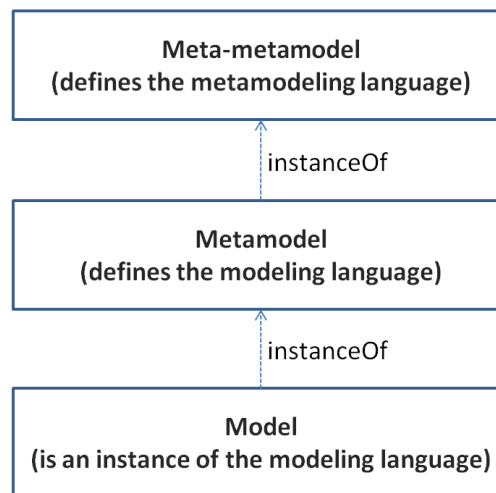 Meta-metamodel
(defines the metamodeling language)
instanceOf
Metamodel
(defines the modeling language)
instanceOf
Model
(is an instance of the modeling language)